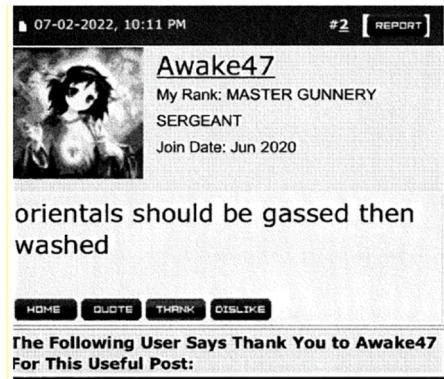 07-02-2022, 10:11 PM #2 [REPORT]
Awake47
My Rank: MASTER GUNNERY
SERGEANT
Join Date: Jun 2020
orientals should be gassed then
washed
HOME QUOTE THANK DISLIKE
The Following User Says Thank You to Awake47
For This Useful Post: